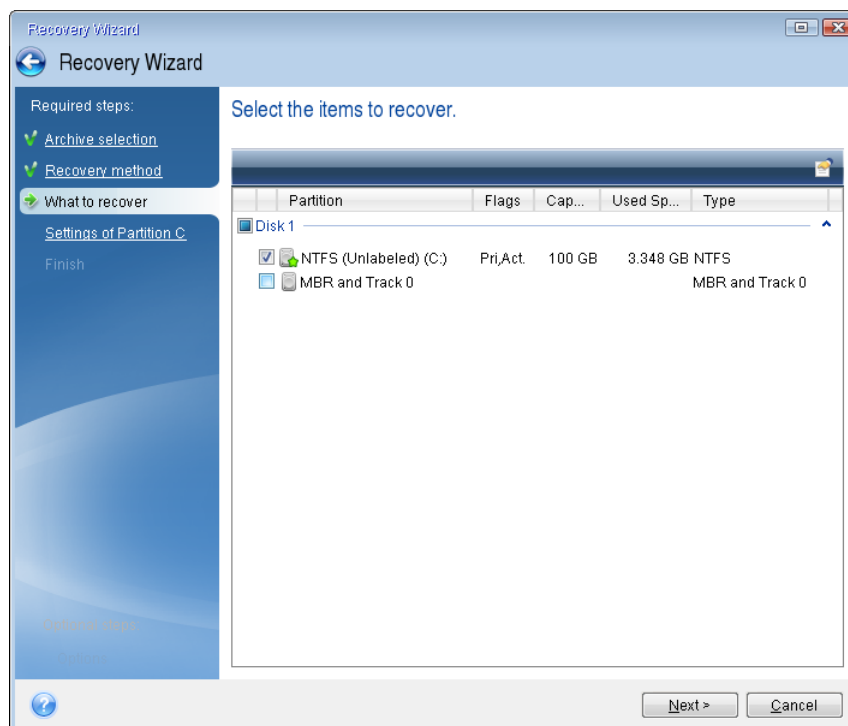 Recovery Wizard
Recovery Wizard
Required steps:
Archive selection
Recovery method
What to recover
Settings of Partition C
Finish
Select the items to recover.
Partition Flags Cap... Used Sp... Type
Disk 1
NTFS (Unlabeled) (C:) Pri,Act. 100 GB 3.348 GB NTFS
MBR and Track 0 MBR and Track 0
steps:
Next >
Cancel